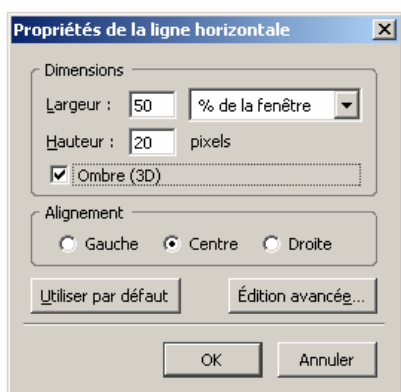 Propriétés de la ligne horizontale
Dimensions
Largeur : 50 % de la fenêtre
Hauteur : 20 pixels
Ombre (3D)
Alignement
Gauche Centre Droite
Utiliser par défaut Édition avancée...
OK Annuler